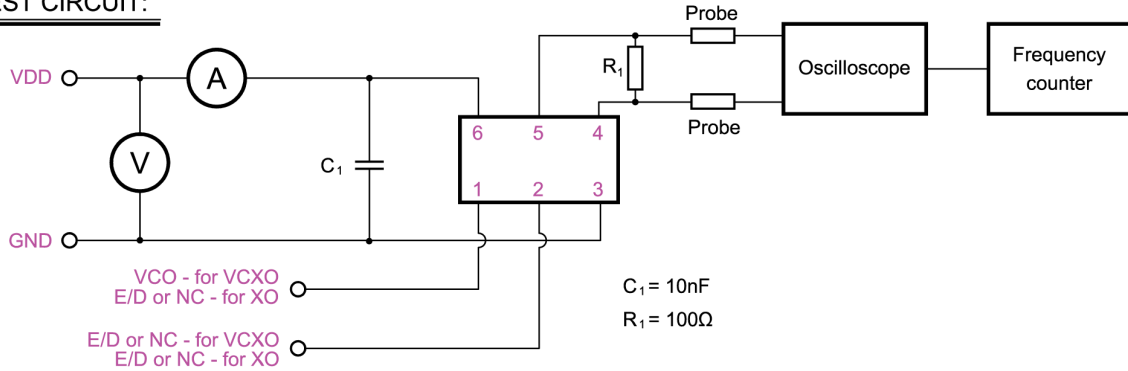 EST CIRCUIT:
Probe
VDD
A
R₁
Oscilloscope
Frequency
counter
Probe
6 5 4
V
C₁
1 2 3
GND
VCO - for VCXO
E/D or NC - for XO
C₁ = 10nF
R₁ = 100Ω
E/D or NC - for VCXO
E/D or NC - for XO